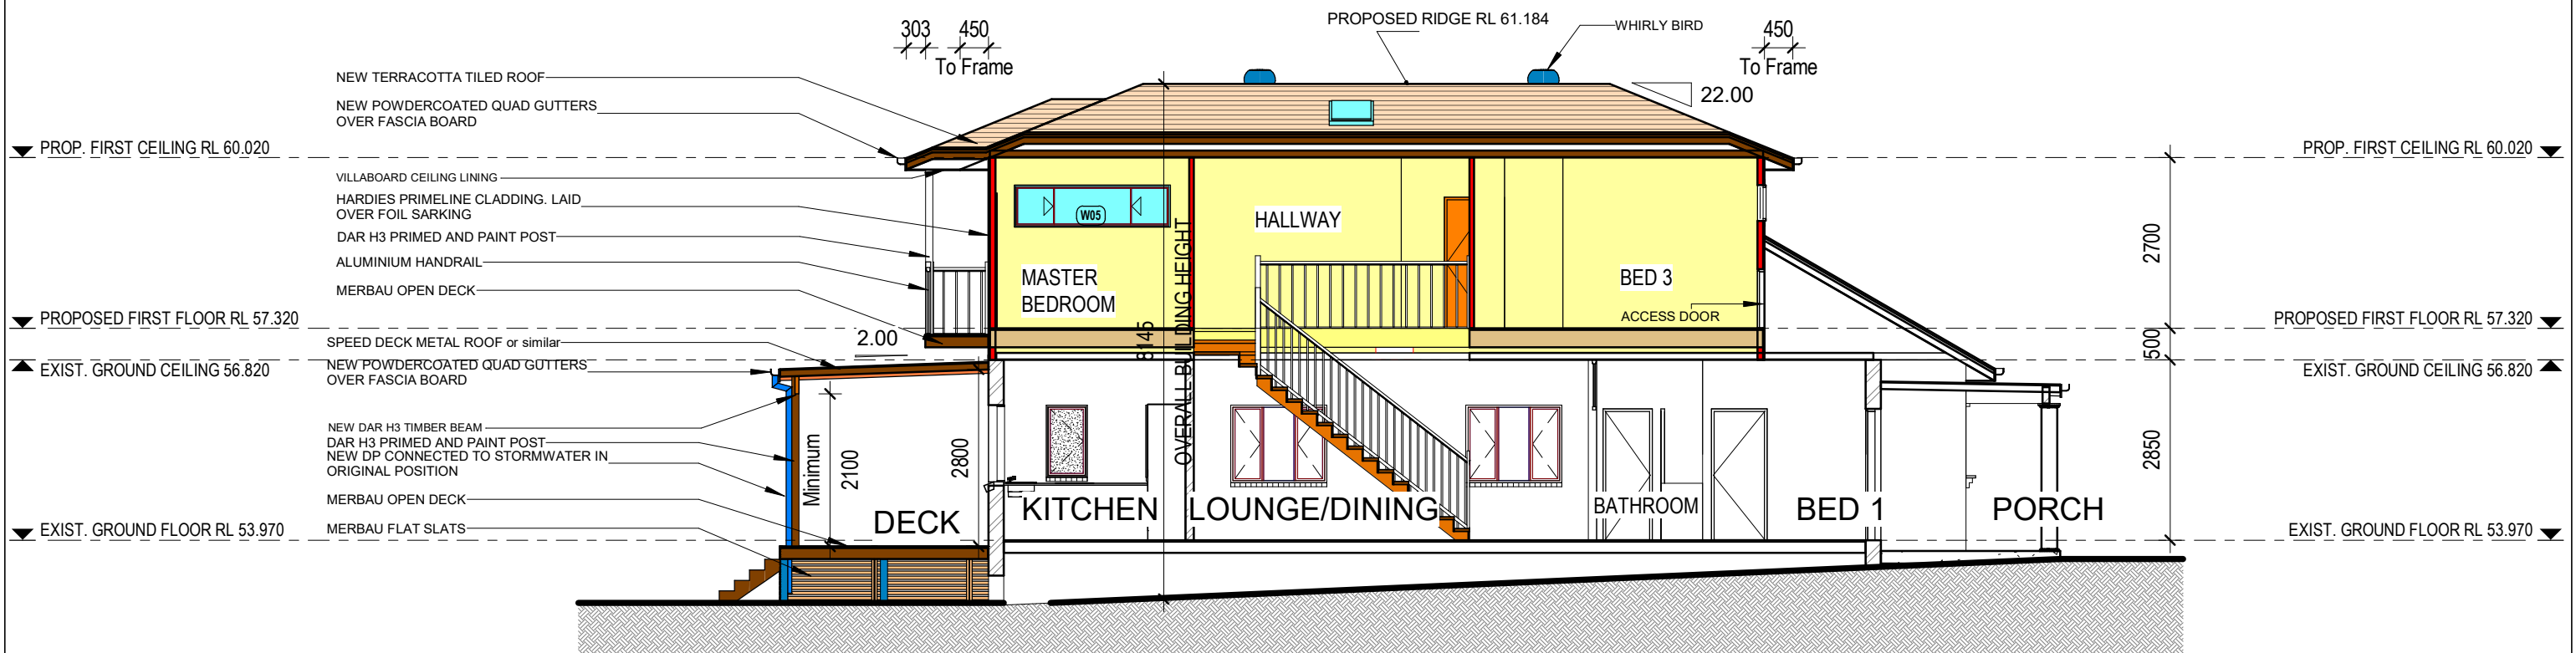 PROPOSED RIDGE RL 61.184
WHIRLY BIRD
303
450
To Frame
450
To Frame
22.00
NEW TERRACOTTA TILED ROOF
NEW POWDERCOATED QUAD GUTTERS
OVER FASCIA BOARD
PROP. FIRST CEILING RL 60.020
PROP. FIRST CEILING RL 60.020
VILLABOARD CEILING LINING
HARDIES PRIMELINE CLADDING. LAID
OVER FOIL SARKING
DAR H3 PRIMED AND PAINT POST
ALUMINIUM HANDRAIL
MERBAU OPEN DECK
W05
HALLWAY
MASTER
BEDROOM
BED 3
ACCESS DOOR
2700
PROPOSED FIRST FLOOR RL 57.320
PROPOSED FIRST FLOOR RL 57.320
SPEED DECK METAL ROOF or similar
2.00
8145
OVERALL BUILDING HEIGHT
500
EXIST. GROUND CEILING 56.820
EXIST. GROUND CEILING 56.820
NEW POWDERCOATED QUAD GUTTERS
OVER FASCIA BOARD
NEW DAR H3 TIMBER BEAM
DAR H3 PRIMED AND PAINT POST
NEW DP CONNECTED TO STORMWATER IN
ORIGINAL POSITION
MERBAU OPEN DECK
MERBAU FLAT SLATS
Minimum
2100
2800
2850
DECK
KITCHEN
LOUNGE/DINING
BATHROOM
BED 1
PORCH
EXIST. GROUND FLOOR RL 53.970
EXIST. GROUND FLOOR RL 53.970